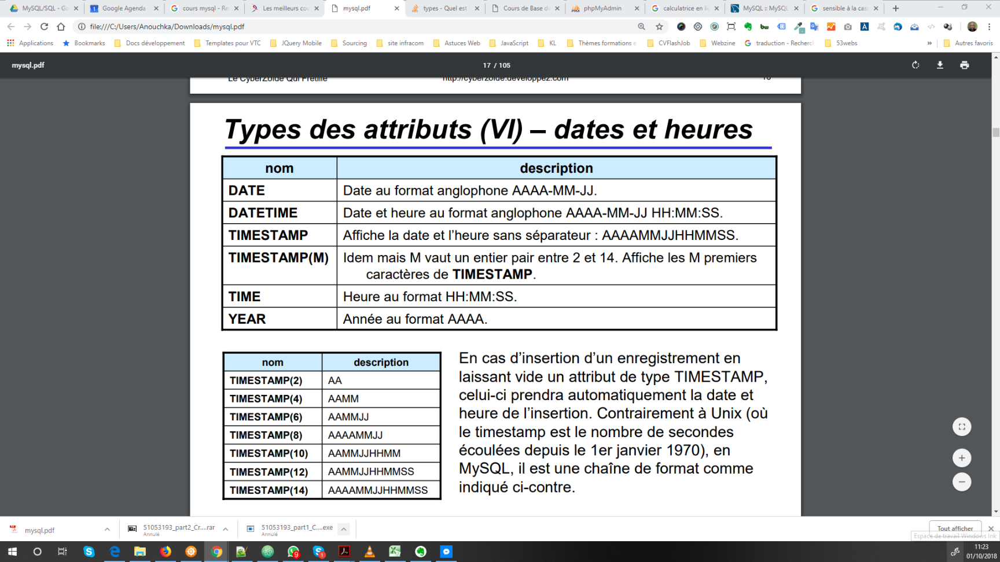 MySQL/SQL - Go
Google Agenda
cours mysql - Re
Les meilleurs cou
mysql.pdf
types - Quel est
Cours de Base de
phpMyAdmin
calculatrice en li
MySQL :: MySQL
sensible à la cas
file:///C:/Users/Anouchka/Downloads/mysql.pdf
Applications
Bookmarks
Docs développement
Templates pour VTC
JQuery Mobile
Sourcing
site infracom
Astuces Web
JavaScript
KL
Thèmes formations e
CVFlashJob
Webzine
traduction - Recherc
53webs
Autres favoris
mysql.pdf
17 / 105
Le CyberZoïde Qui Frétille
http://cyberzoide.developpez.com
16
Types des attributs (VI) – dates et heures
nom description
DATE Date au format anglophone AAAA-MM-JJ.
DATETIME Date et heure au format anglophone AAAA-MM-JJ HH:MM:SS.
TIMESTAMP Affiche la date et l’heure sans séparateur : AAAAMMJJHHMMSS.
TIMESTAMP(M) Idem mais M vaut un entier pair entre 2 et 14. Affiche les M premiers
caractères de TIMESTAMP.
TIME Heure au format HH:MM:SS.
YEAR Année au format AAAA.
nom description
TIMESTAMP(2) AA
TIMESTAMP(4) AAMM
TIMESTAMP(6) AAMMJJ
TIMESTAMP(8) AAAAMMJJ
TIMESTAMP(10) AAMMJJHHMM
TIMESTAMP(12) AAMMJJHHMMSS
TIMESTAMP(14) AAAAMMJJHHMMSS
En cas d’insertion d’un enregistrement en
laissant vide un attribut de type TIMESTAMP,
celui-ci prendra automatiquement la date et
heure de l’insertion. Contrairement à Unix (où
le timestamp est le nombre de secondes
écoulées depuis le 1er janvier 1970), en
MySQL, il est une chaîne de format comme
indiqué ci-contre.
mysql.pdf
51053193_part2_Cr....rar
Annulé
51053193_part1_C....exe
Annulé
Tout afficher
Espace de travail Windows Ink
11:23
01/10/2018